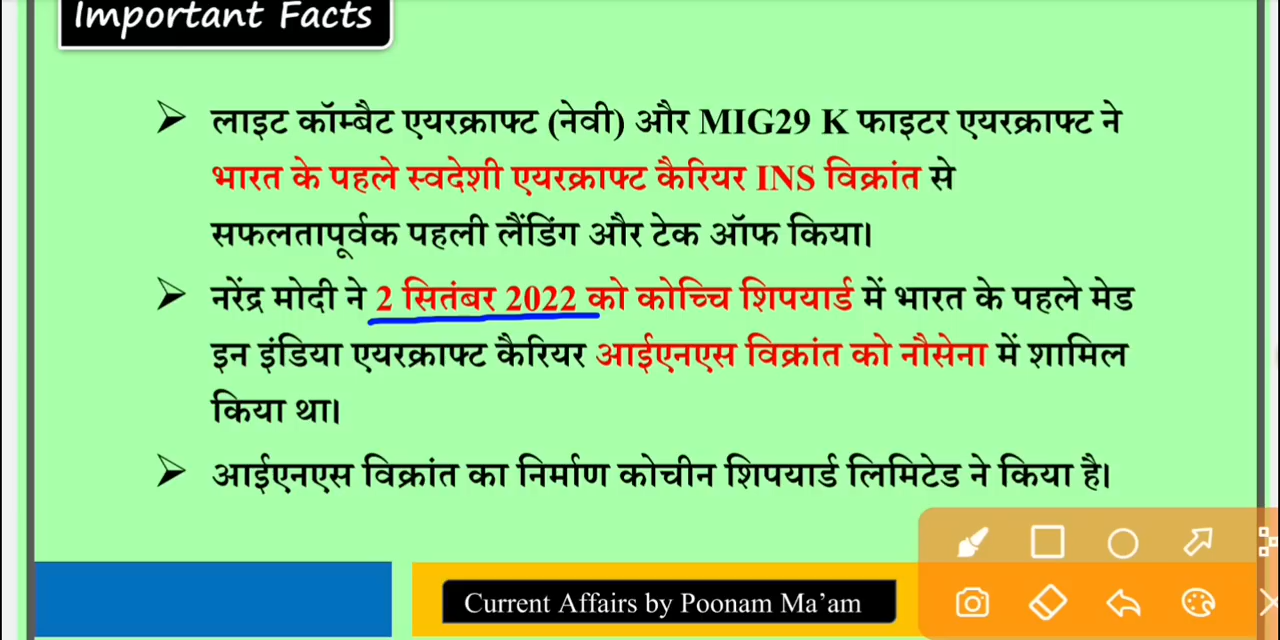 Important Facts
➤ लाइट कॉम्बैट एयरक्राफ्ट (नेवी) और MIG29 K फाइटर एयरक्राफ्ट ने
भारत के पहले स्वदेशी एयरक्राफ्ट कैरियर INS विक्रांत से
सफलतापूर्वक पहली लैंडिंग और टेक ऑफ किया।
➤ नरेंद्र मोदी ने 2 सितंबर 2022 को कोच्चि शिपयार्ड में भारत के पहले मेड
इन इंडिया एयरक्राफ्ट कैरियर आईएनएस विक्रांत को नौसेना में शामिल
किया था।
➤ आईएनएस विक्रांत का निर्माण कोचीन शिपयार्ड लिमिटेड ने किया है।
Current Affairs by Poonam Ma’am